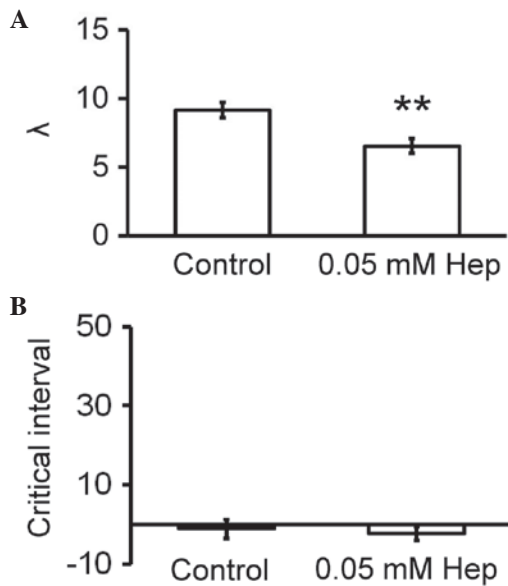 A
15
10
5
0
λ
**
Control 0.05 mM Hep
B
50
30
10
-10
Critical interval
Control 0.05 mM Hep